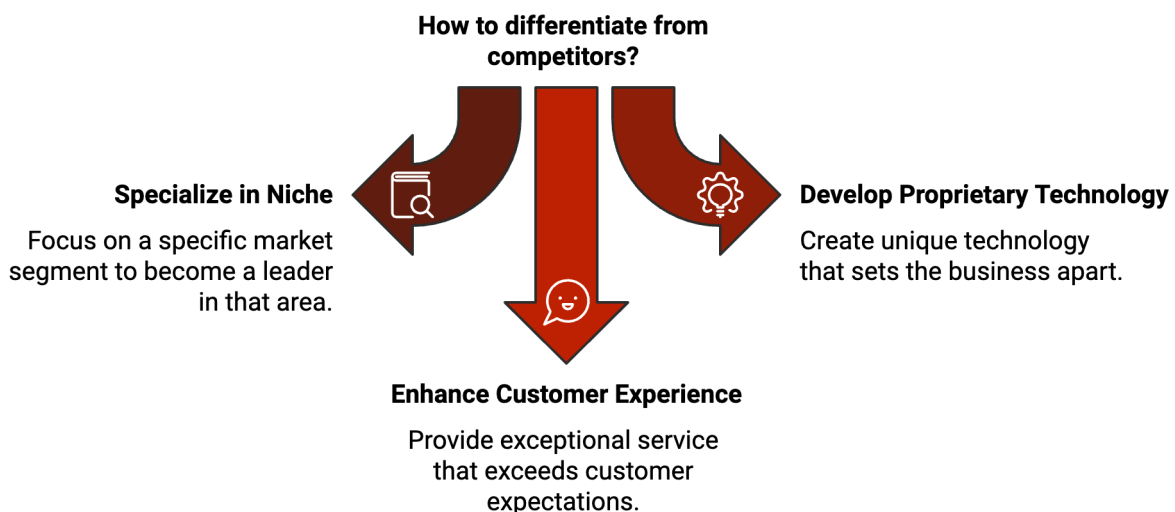 How to differentiate from
competitors?
Specialize in Niche
Focus on a specific market
segment to become a leader
in that area.
Develop Proprietary Technology
Create unique technology
that sets the business apart.
Enhance Customer Experience
Provide exceptional service
that exceeds customer
expectations.